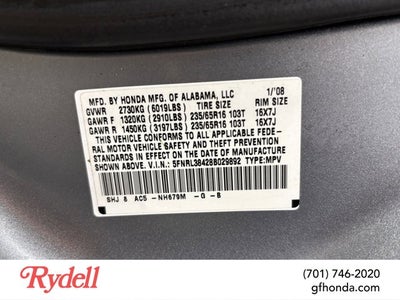 MFD. BY HONDA MFG. OF ALABAMA, LLC 1/'08
GVWR 2730KG (6019LBS) TIRE SIZE RIM SIZE
GAWR F 1320KG (2910LBS) 235/65R16 103T 16X7J
GAWR R 1450KG (3197LBS) 235/65R16 103T 16X7J
THIS VEHICLE CONFORMS TO ALL APPLICABLE FEDE-
RAL MOTOR VEHICLE SAFETY AND THEFT PREVENTION
STANDARDS IN EFFECT ON THE DATE OF MANUFACTURE
SHOWN ABOVE. V.I.N: 5FNRL38428B029892 TYPE:MPV
SHJ 8 AC5 -NH679M -G -B
Rydell (701) 746-2020
gfhonda.com